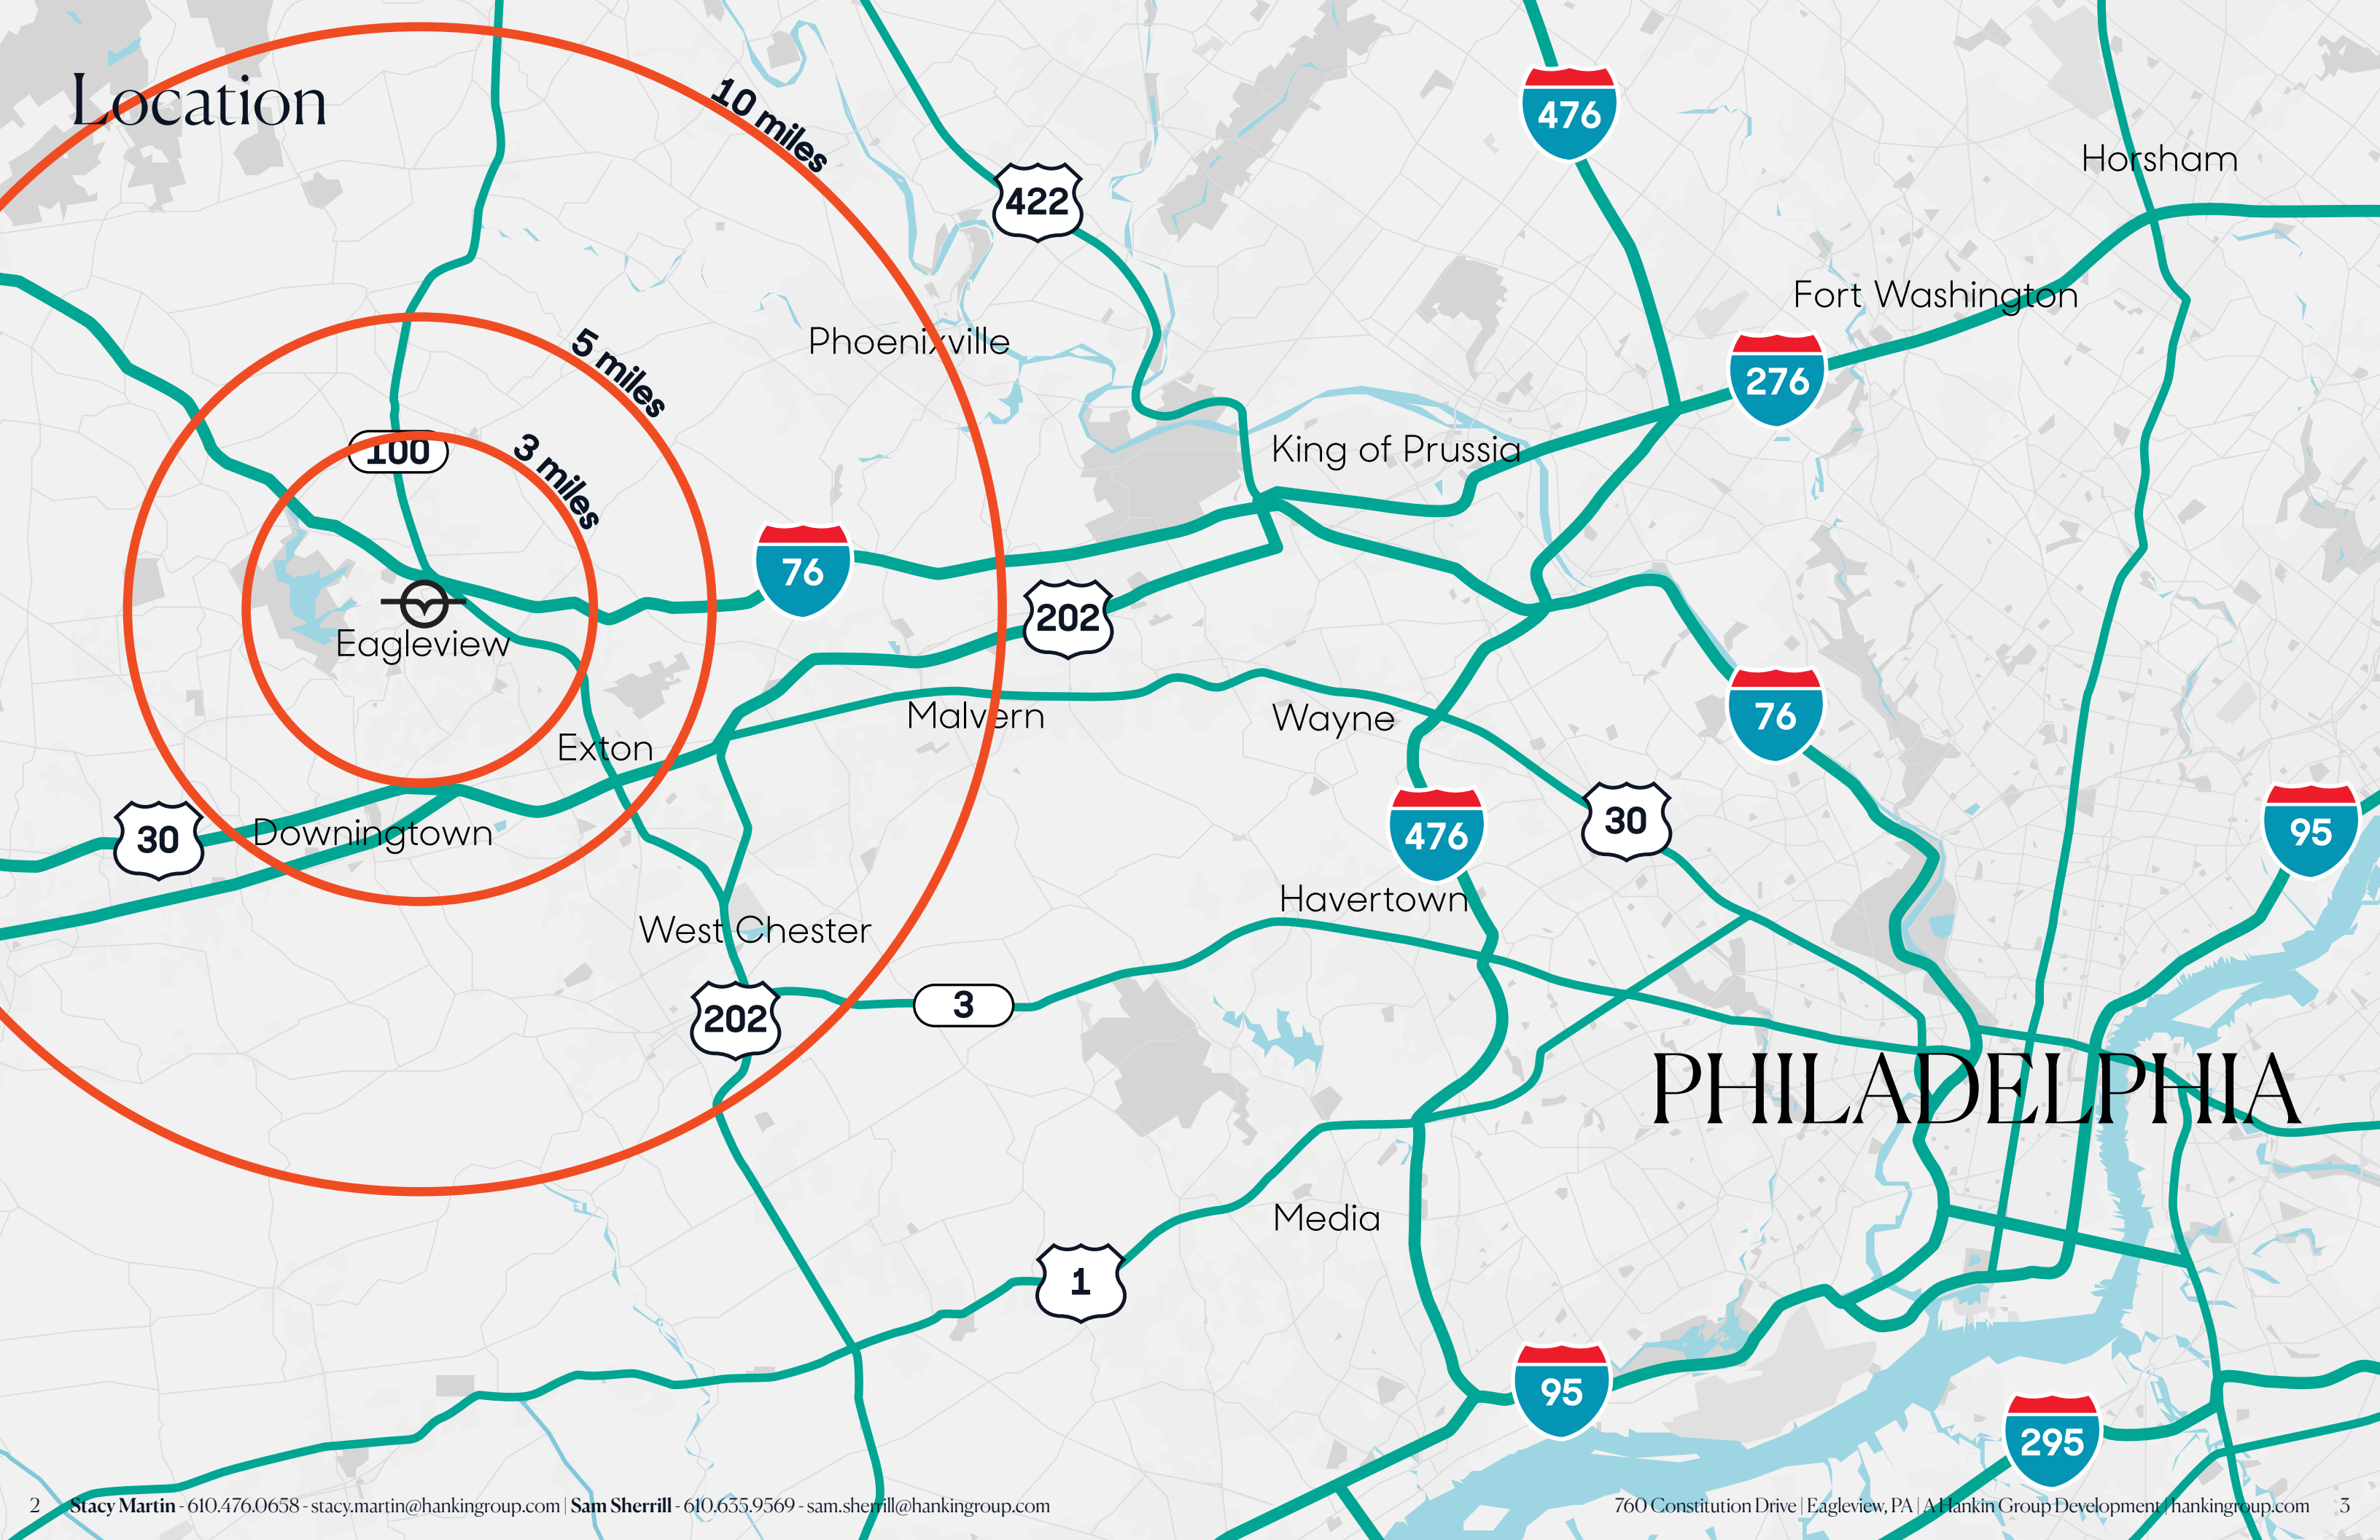 Location
10 miles
422
476
Horsham
Fort Washington
276
Phoenixville
5 miles
King of Prussia
100
3 miles
76
202
Eagleview
Malvern
Wayne
76
Exton
30
Downingtown
476
30
95
Havertown
West Chester
202
3
PHILADELPHIA
Media
1
95
295
2 Stacy Martin - 610.476.0658 - stacy.martin@hankingroup.com | Sam Sherrill - 610.635.9569 - sam.sherrill@hankingroup.com
760 Constitution Drive | Eagleview, PA | A Hankin Group Development | hankingroup.com 3